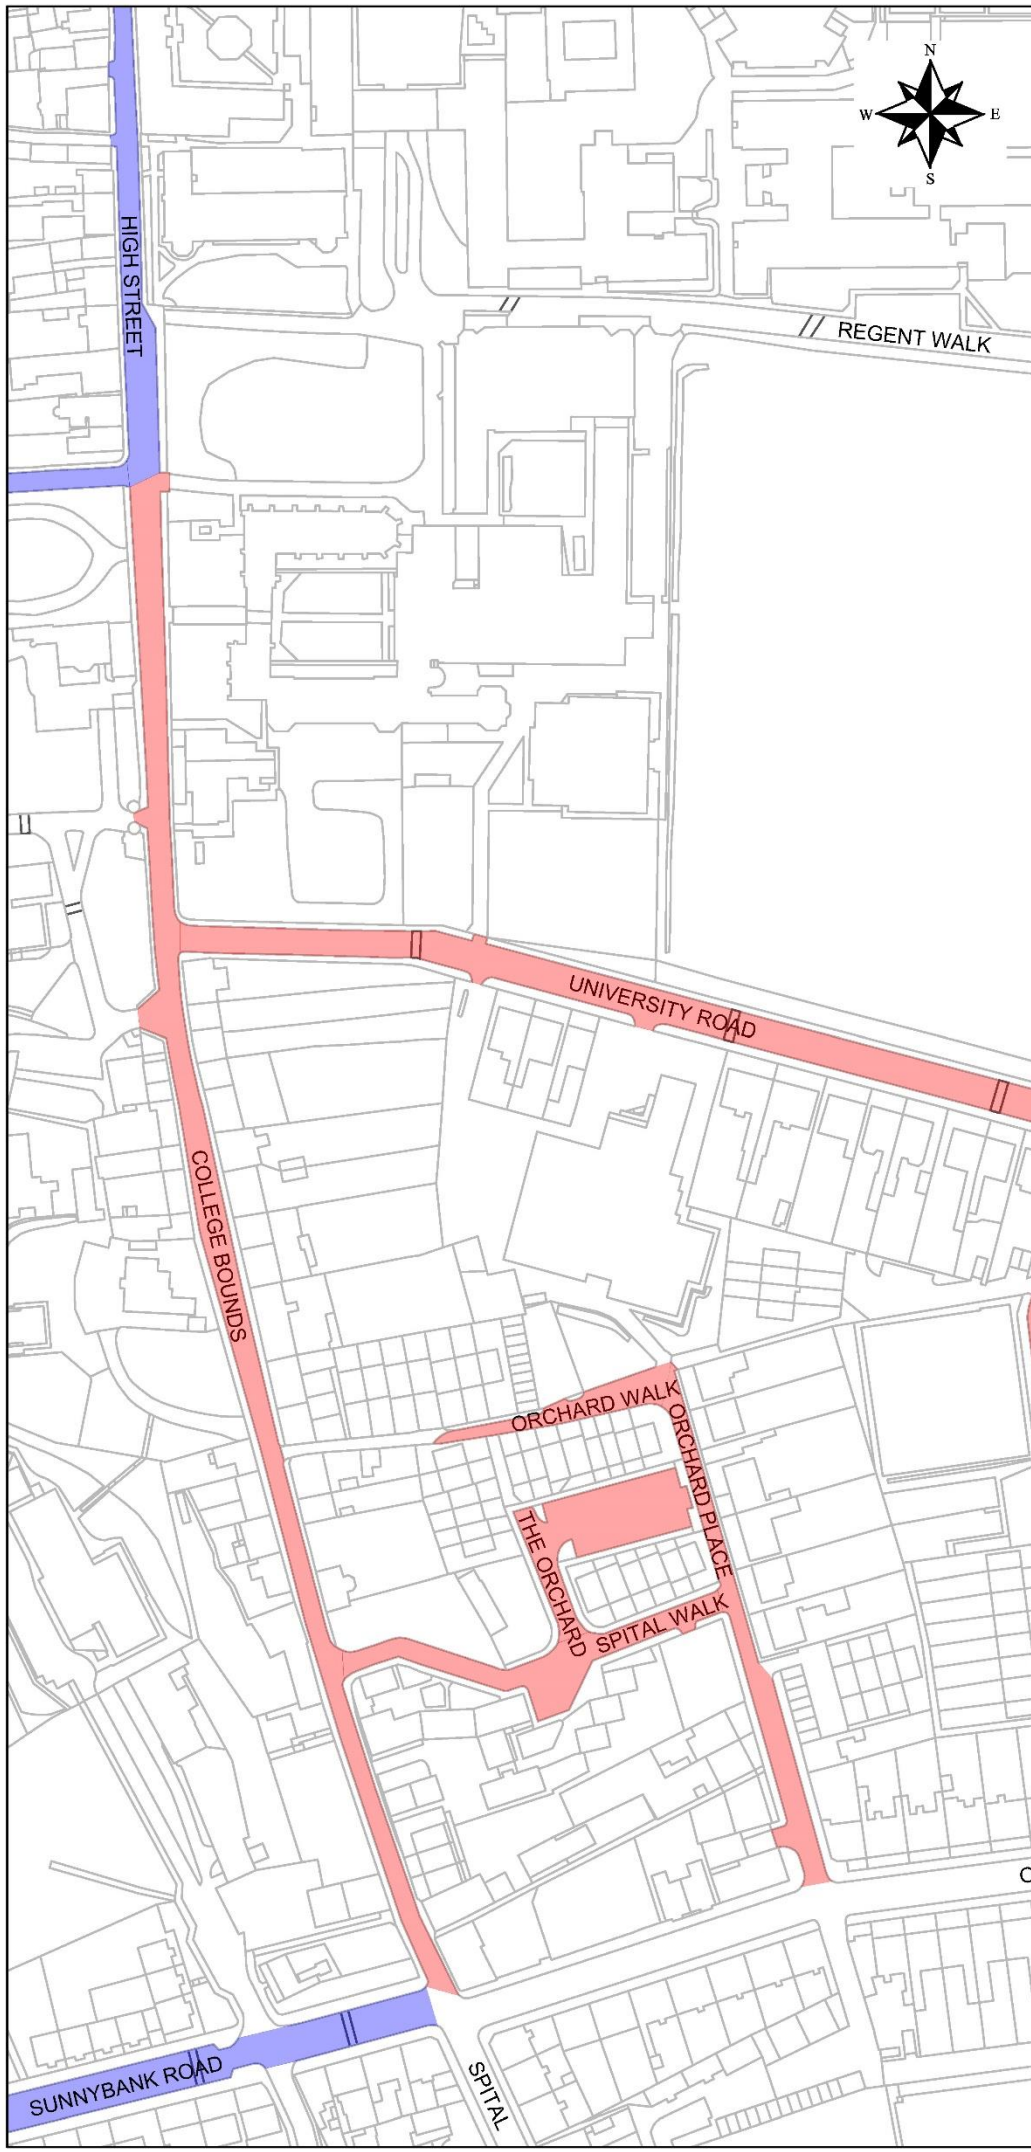 N
W E
S
HIGH STREET
REGENT WALK
UNIVERSITY ROAD
COLLEGE BOUNDS
ORCHARD WALK
ORCHARD PLACE
THE ORCHARD
SPITAL WALK
SUNNYBANK ROAD
SPITAL